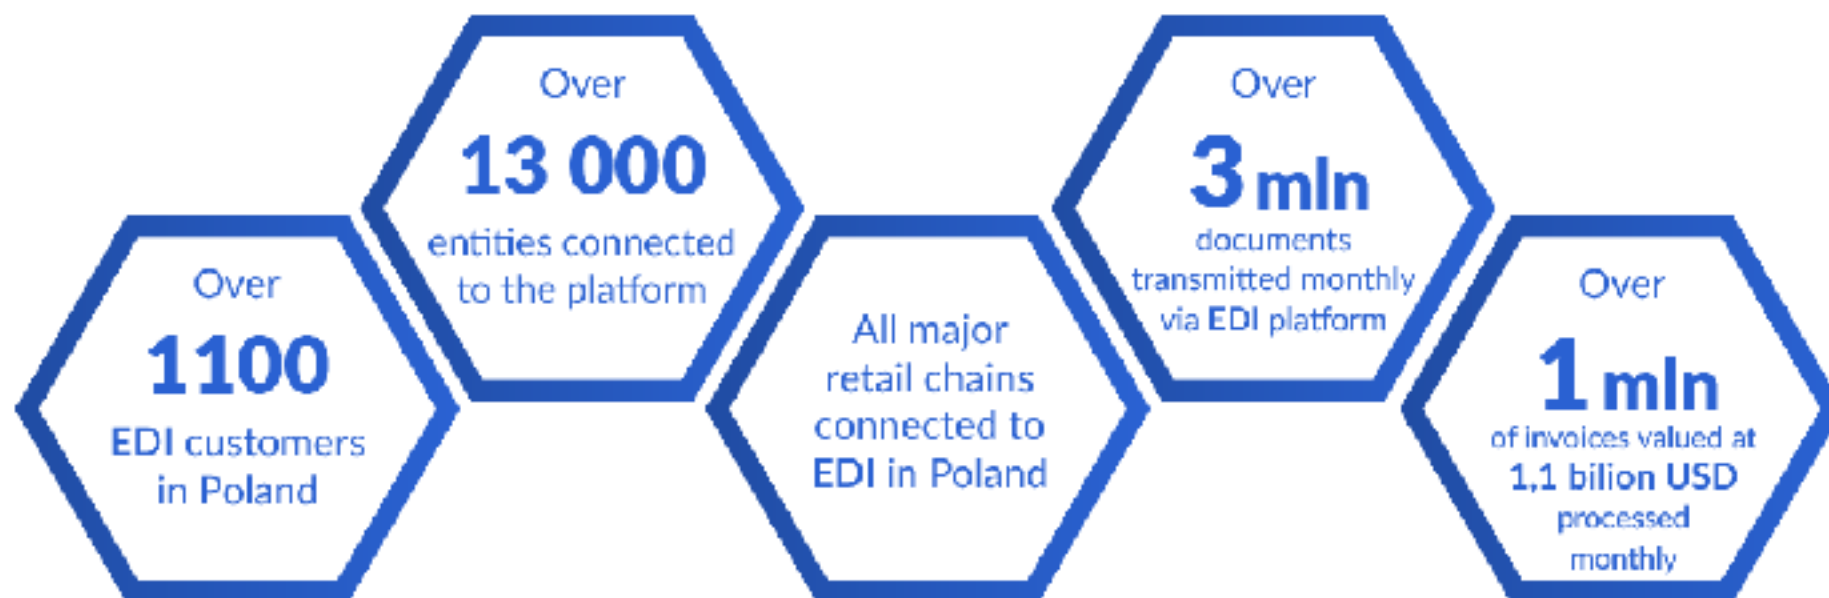 Over
1100
EDI customers
in Poland
Over
13 000
entities connected
to the platform
All major
retail chains
connected to
EDI in Poland
Over
3 mln
documents
transmitted monthly
via EDI platform
Over
1 mln
of invoices valued at
1,1 bilion USD
processed
monthly